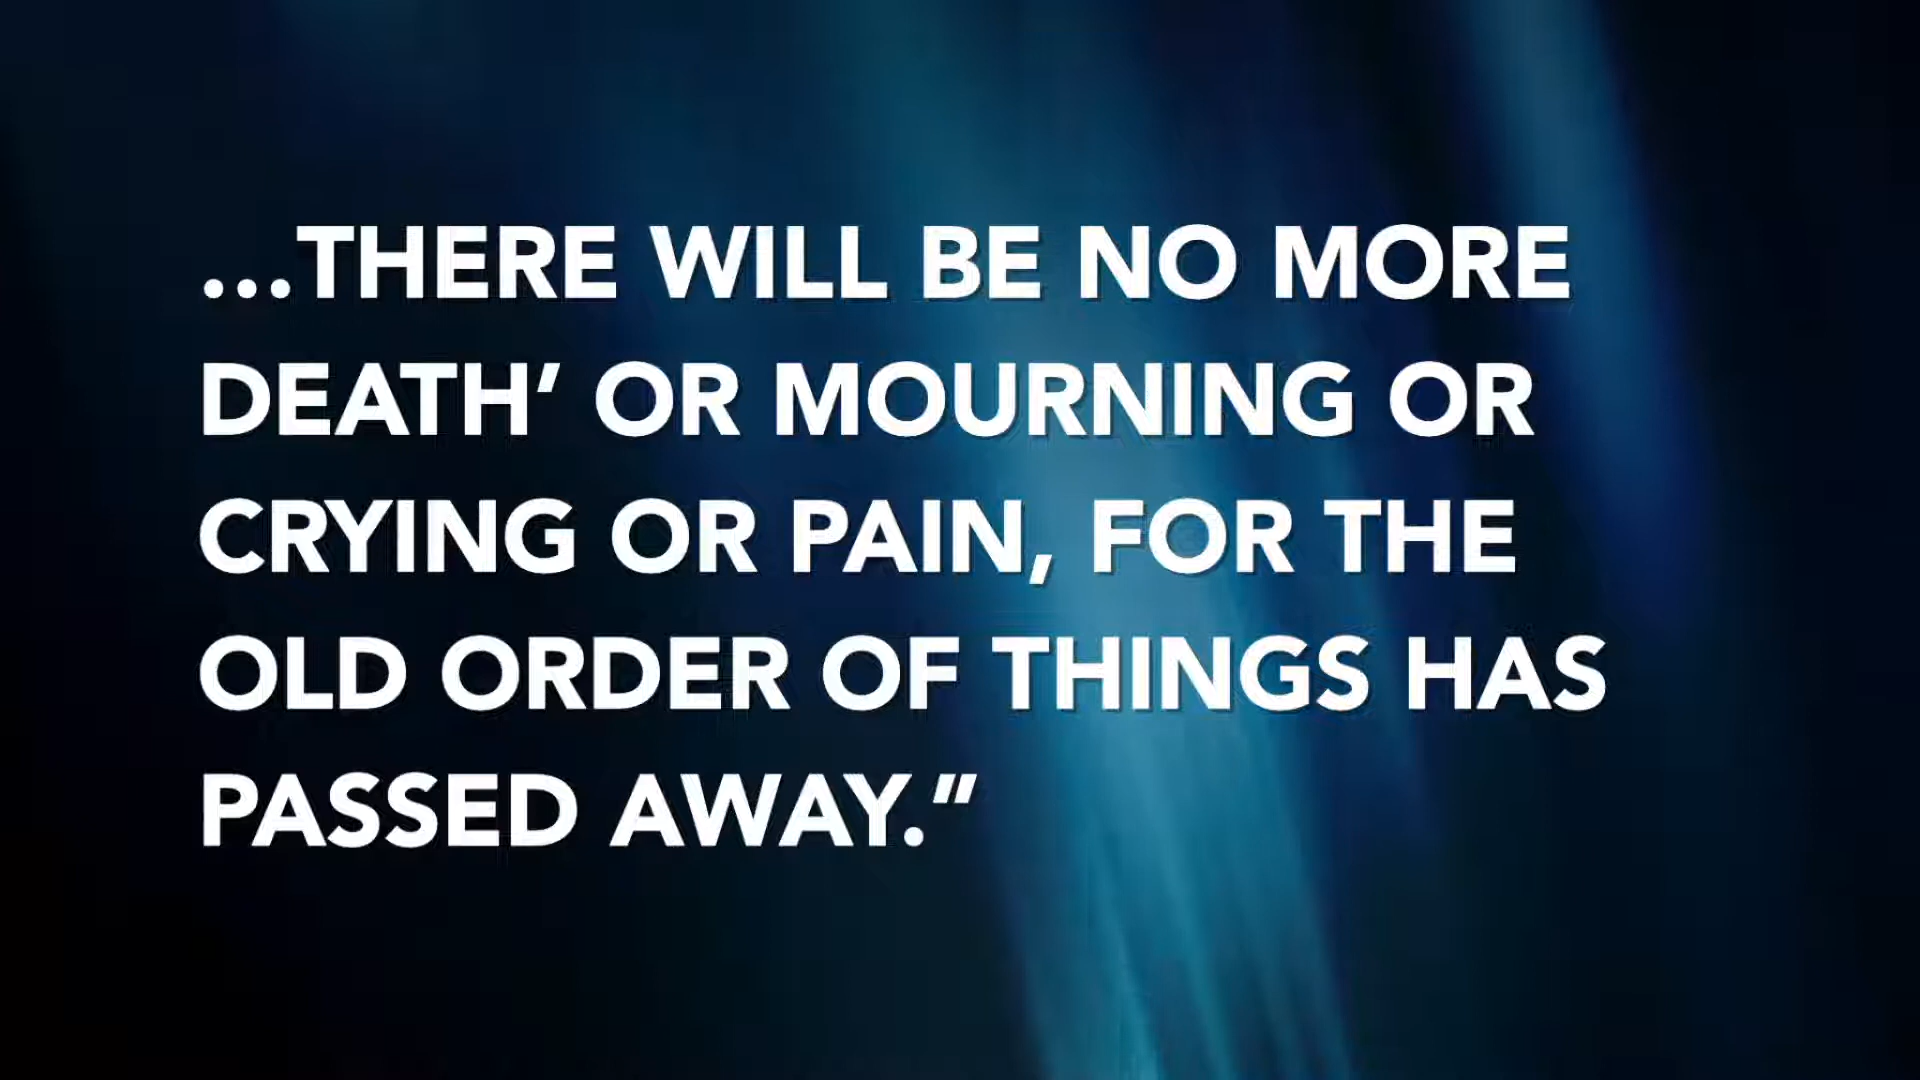 …THERE WILL BE NO MORE
DEATH’ OR MOURNING OR
CRYING OR PAIN, FOR THE
OLD ORDER OF THINGS HAS
PASSED AWAY.”